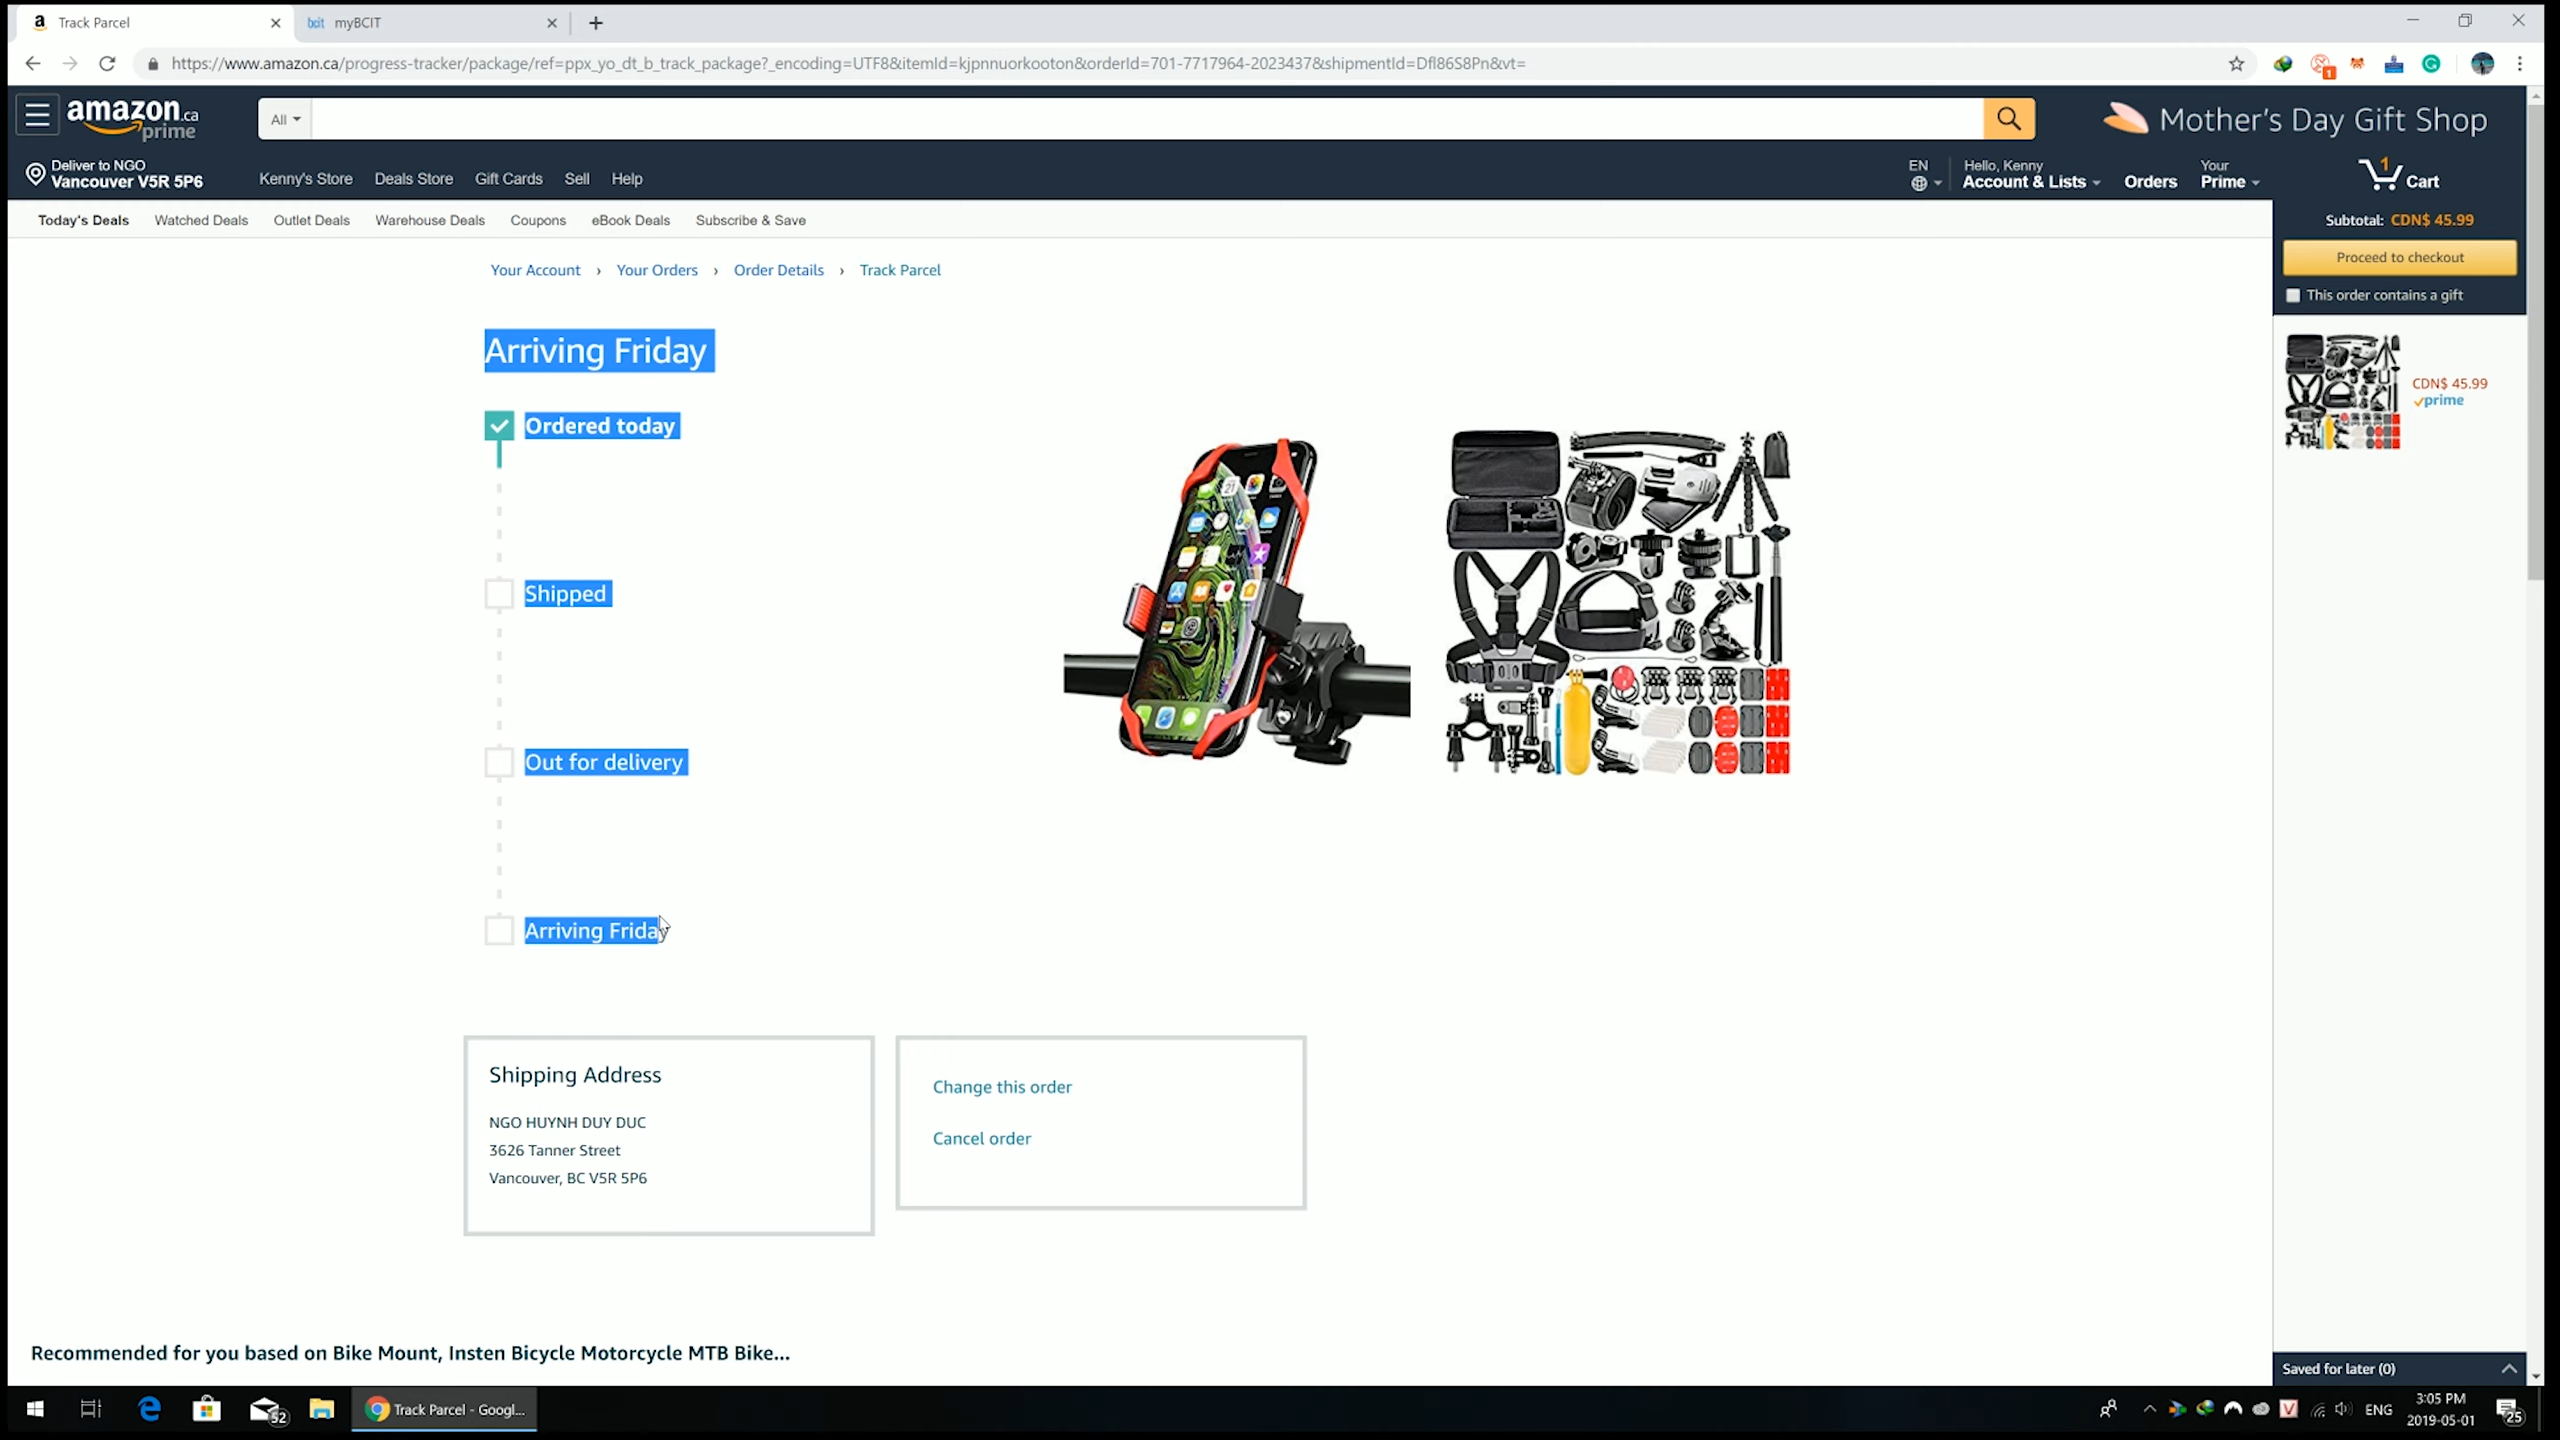 Track Parcel
bcit myBCIT
https://www.amazon.ca/progress-tracker/package/ref=ppx_yo_dt_b_track_package?_encoding=UTF8&itemId=kjpnnuorkooton&orderId=701-7717964-2023437&shipmentId=Dfl86S8Pn&vt=
1
amazon.ca
prime
All
Mother's Day Gift Shop
Deliver to NGO
Vancouver V5R 5P6
Kenny's Store
Deals Store
Gift Cards
Sell
Help
EN
Hello, Kenny
Account & Lists
Orders
Your
Prime
1
Cart
Today's Deals
Watched Deals
Outlet Deals
Warehouse Deals
Coupons
eBook Deals
Subscribe & Save
Subtotal: CDN$ 45.99
Proceed to checkout
This order contains a gift
CDN$ 45.99
prime
Your Account › Your Orders › Order Details › Track Parcel
Arriving Friday
Ordered today
Shipped
Out for delivery
Arriving Friday
Shipping Address
NGO HUYNH DUY DUC
3626 Tanner Street
Vancouver, BC V5R 5P6
Change this order
Cancel order
Recommended for you based on Bike Mount, Insten Bicycle Motorcycle MTB Bike...
Saved for later (0)
52
Track Parcel - Googl...
ENG
3:05 PM
2019-05-01
25